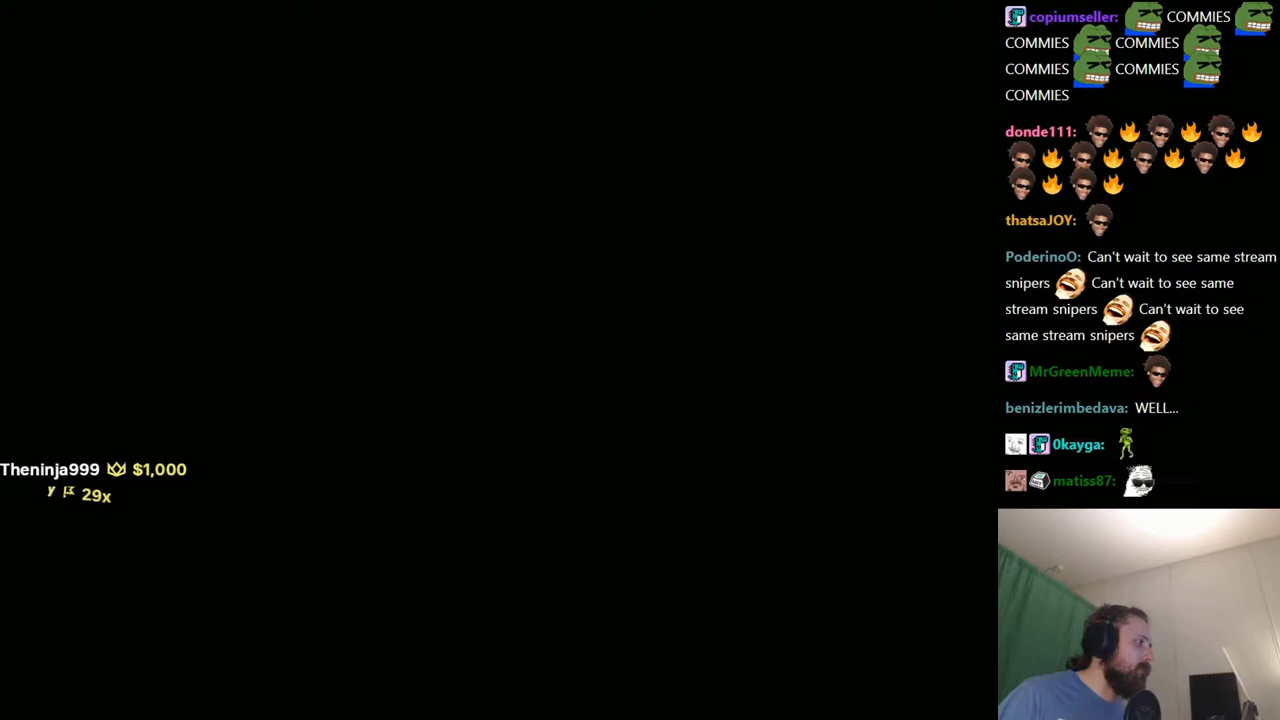 copiumseller: COMMIES
COMMIES COMMIES
COMMIES COMMIES
COMMIES
donde111:
thatsaJOY:
PoderinoO: Can't wait to see same stream
snipers Can't wait to see same
stream snipers Can't wait to see
same stream snipers
MrGreenMeme:
benizlerimbedava: WELL...
0kayga:
matiss87:
Theninja999 $1,000
y 29x